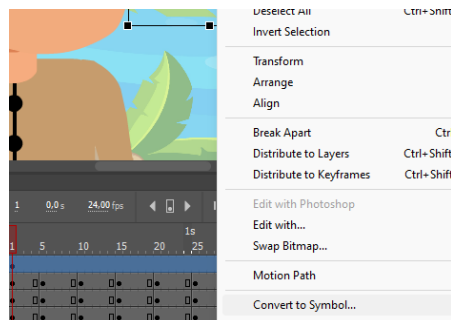 Deselect All Ctrl+Shift
Invert Selection
Transform
Arrange
Align
Break Apart Ctr
Distribute to Layers Ctrl+Shift
Distribute to Keyframes Ctrl+Shift
Edit with Photoshop
Edit with...
Swap Bitmap...
Motion Path
Convert to Symbol...
1 0,0 s 24,00 fps
1s
1 5 10 15 20 25